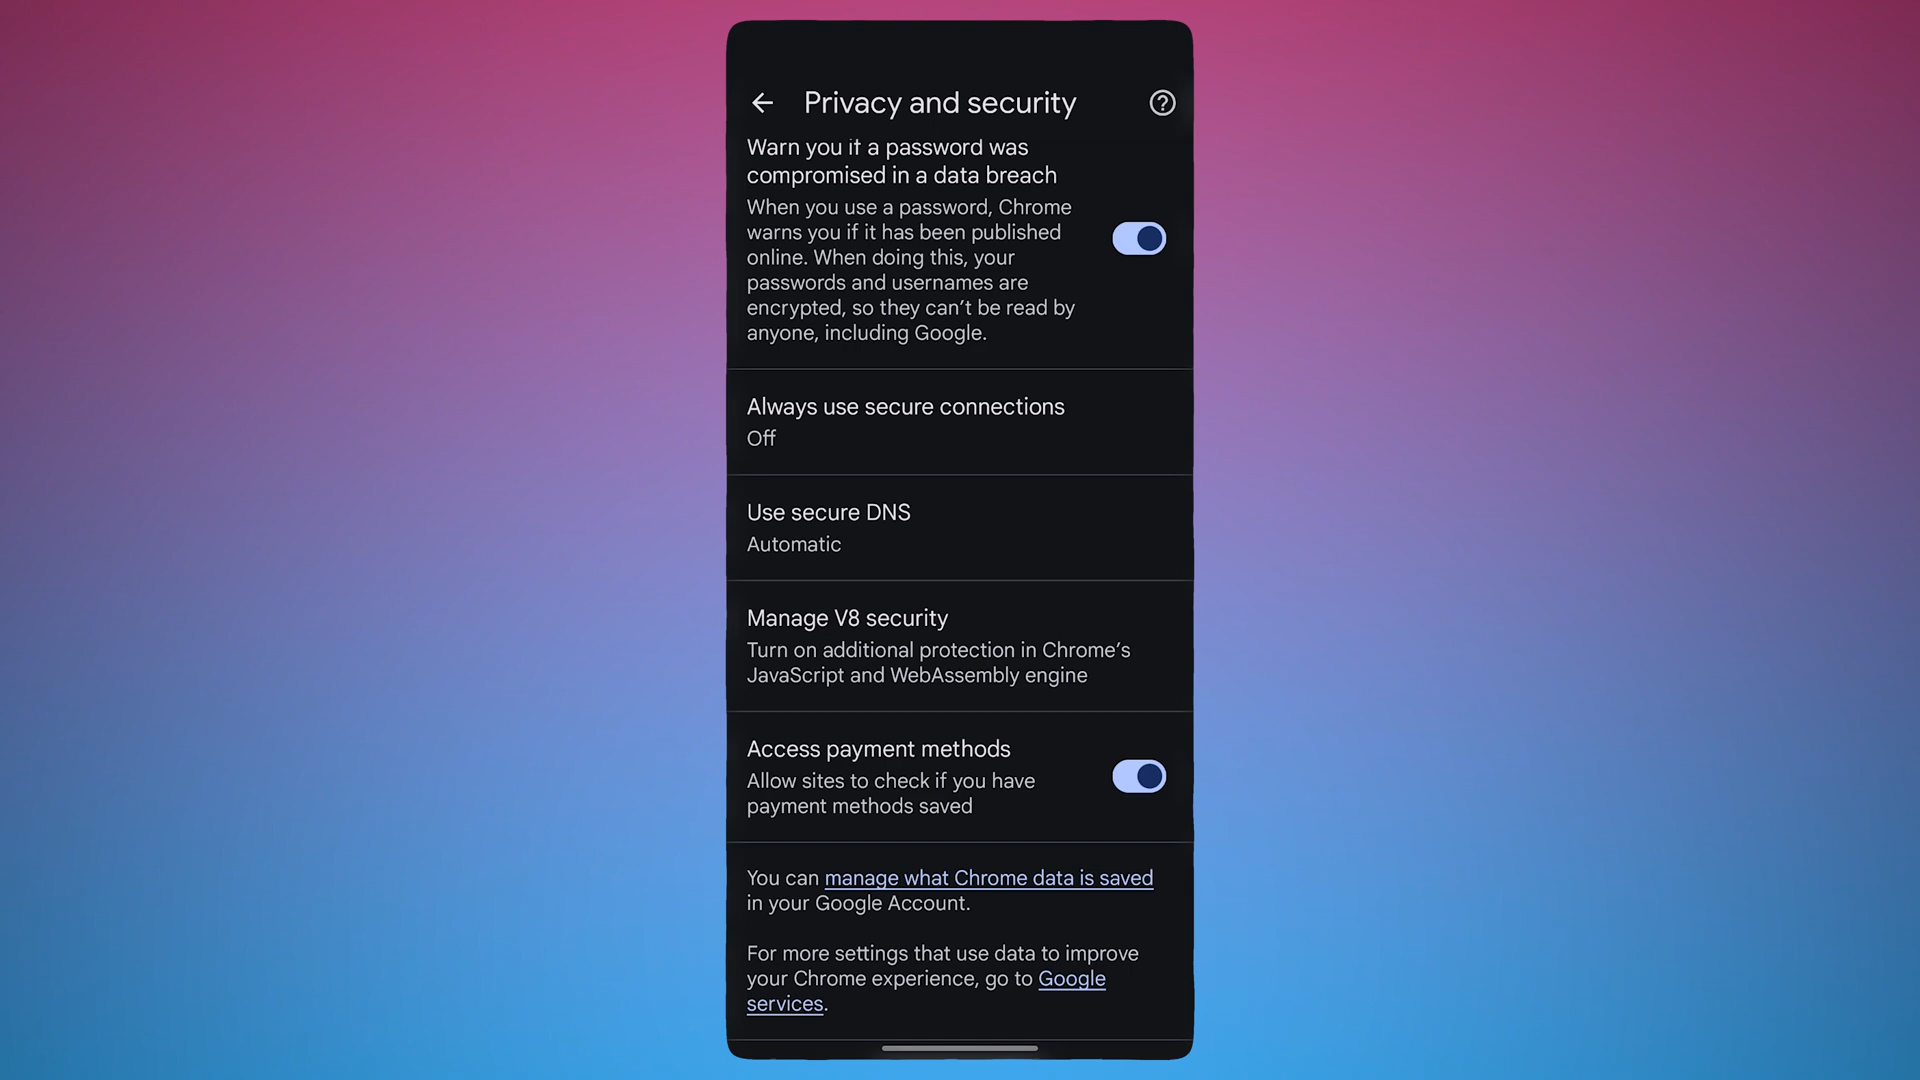 Privacy and security
Warn you if a password was
compromised in a data breach
When you use a password, Chrome
warns you if it has been published
online. When doing this, your
passwords and usernames are
encrypted, so they can’t be read by
anyone, including Google.
Always use secure connections
Off
Use secure DNS
Automatic
Manage V8 security
Turn on additional protection in Chrome’s
JavaScript and WebAssembly engine
Access payment methods
Allow sites to check if you have
payment methods saved
You can manage what Chrome data is saved
in your Google Account.
For more settings that use data to improve
your Chrome experience, go to Google
services.